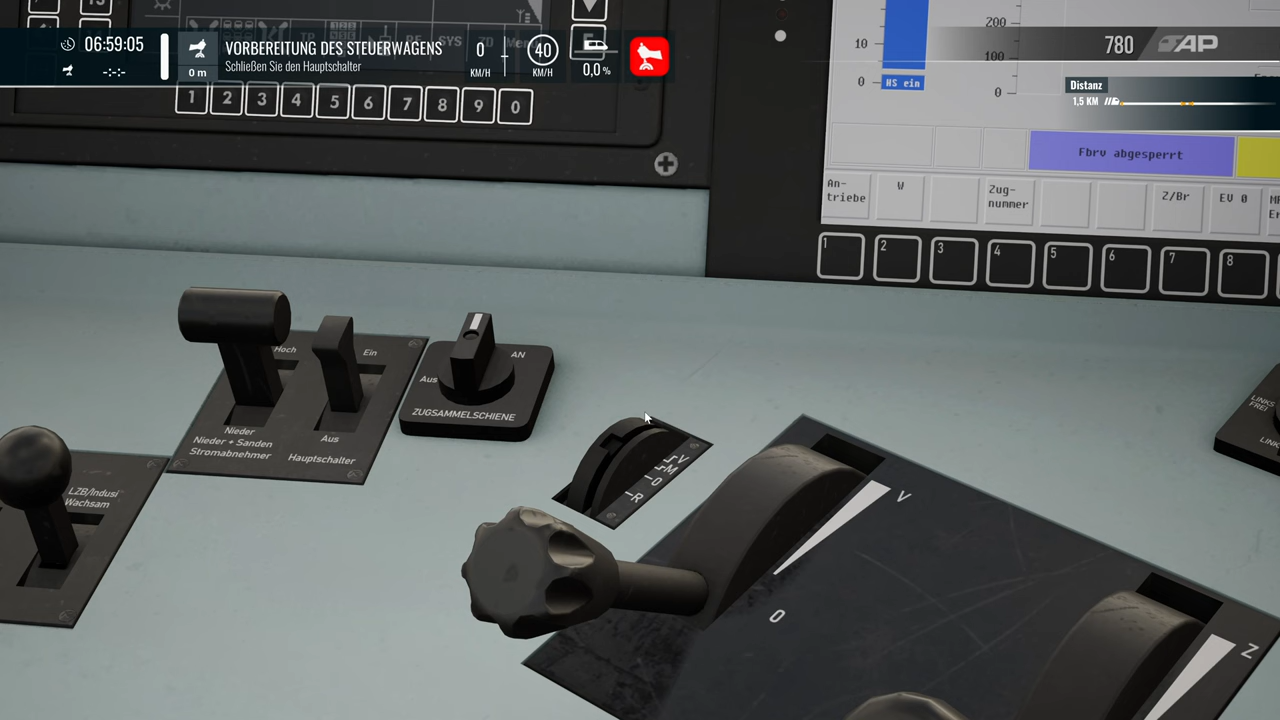 06:59:05
-:-:-
0 m
VORBEREITUNG DES STEUERWAGENS
Schließen Sie den Hauptschalter
0
KM/H
40
KM/H
0,0 %
780
AP
Distanz
1,5 KM
SYS
1 2 3 4 5 6 7 8 9 0
10
0
HS ein
200
100
0
Fbrv abgesperrt
An-
triebe
W
Zug-
nummer
Z/Br
EV 0
1 2 3 4 5 6 7 8
Hoch
Ein
Nieder
Nieder + Sanden
Stromabnehmer
Aus
Hauptschalter
AN
Aus
ZUGSAMMELSCHIENE
LZB/Indusi
Wachsam
V
M
0
R
V
0
Z
LINKS
FREI